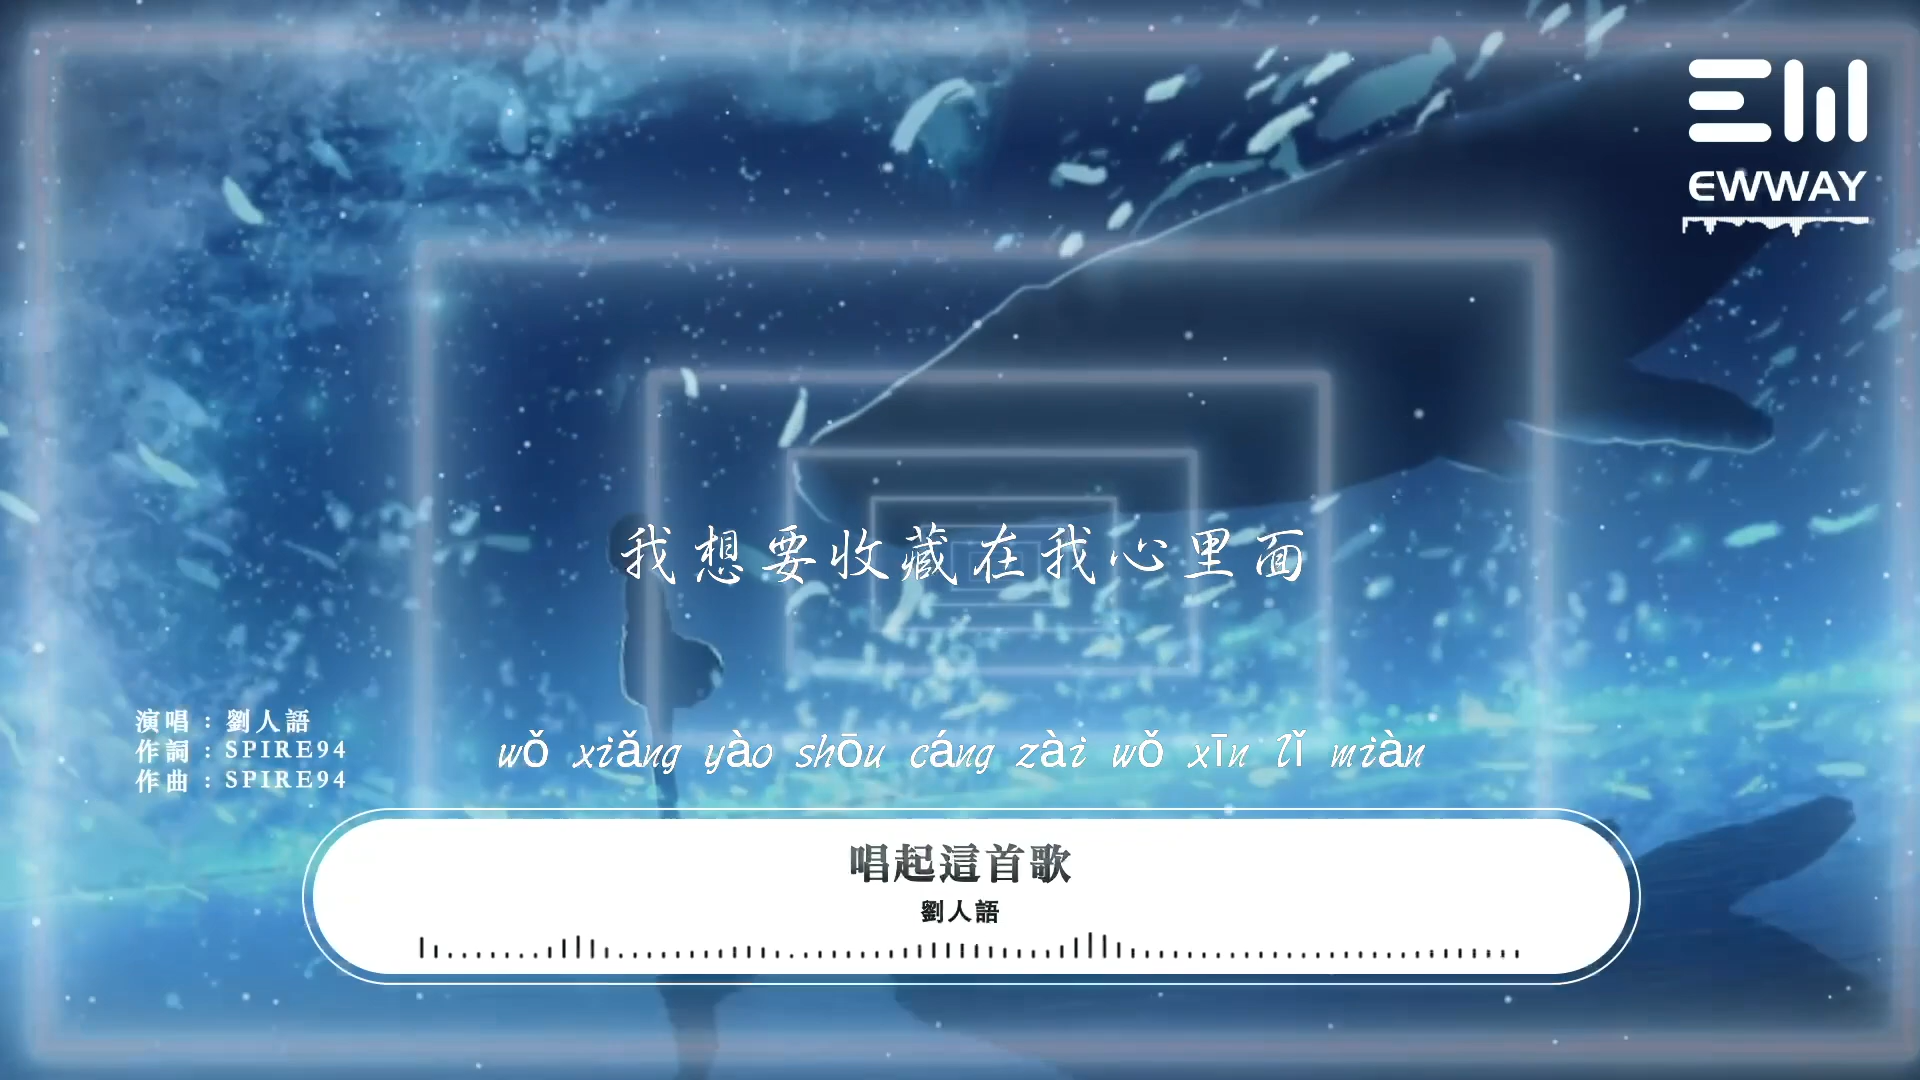 EW
EWWAY
我想要收藏在我心里面
演唱：劉人語
作詞：SPIRE94
作曲：SPIRE94
wǒ xiǎng yào shōu cáng zài wǒ xīn lǐ miàn
唱起這首歌
劉人語